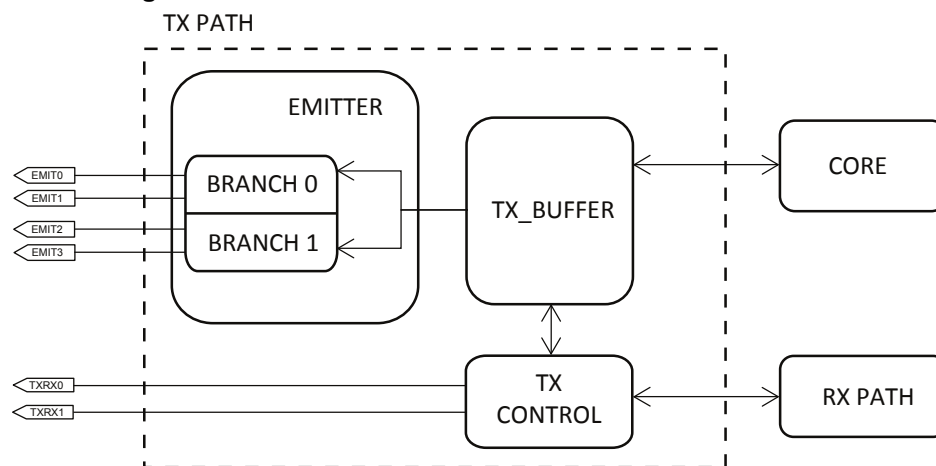 TX PATH
EMITTER
BRANCH 0
BRANCH 1
TX_BUFFER
CORE
EMIT0
EMIT1
EMIT2
EMIT3
TXRX0
TXRX1
TX
CONTROL
RX PATH